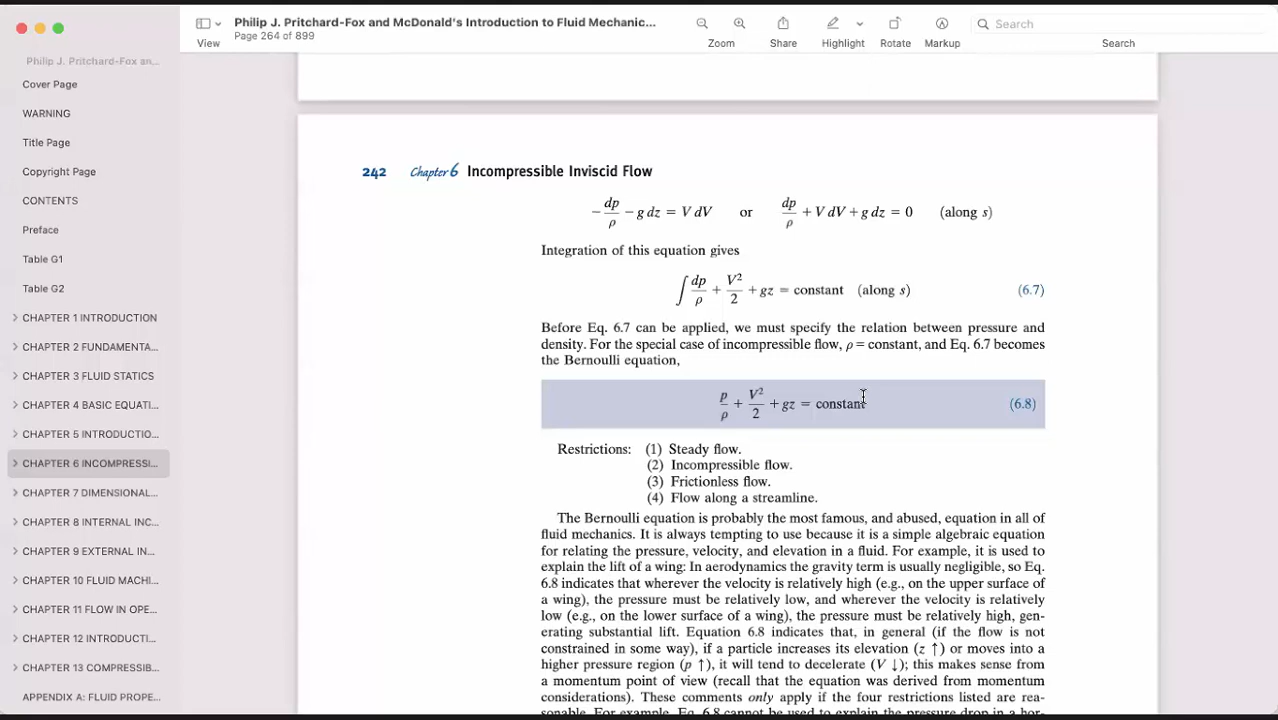 Philip J. Pritchard-Fox and McDonald's Introduction to Fluid Mechanic...
Page 264 of 899
View
Zoom
Share
Highlight
Rotate
Markup
Search
Search
Philip J. Pritchard-Fox an...
Cover Page
WARNING
Title Page
Copyright Page
CONTENTS
Preface
Table G1
Table G2
CHAPTER 1 INTRODUCTION
CHAPTER 2 FUNDAMENTA...
CHAPTER 3 FLUID STATICS
CHAPTER 4 BASIC EQUATI...
CHAPTER 5 INTRODUCTIO...
CHAPTER 6 INCOMPRESSI...
CHAPTER 7 DIMENSIONAL...
CHAPTER 8 INTERNAL INC...
CHAPTER 9 EXTERNAL IN...
CHAPTER 10 FLUID MACHI...
CHAPTER 11 FLOW IN OPE...
CHAPTER 12 INTRODUCTI...
CHAPTER 13 COMPRESSIB...
APPENDIX A: FLUID PROPE...
242 Chapter 6 Incompressible Inviscid Flow
− dp/ρ − g dz = V dV or dp/ρ + V dV + g dz = 0 (along s)
Integration of this equation gives
∫ dp/ρ + V²/2 + gz = constant (along s) (6.7)
Before Eq. 6.7 can be applied, we must specify the relation between pressure and
density. For the special case of incompressible flow, ρ = constant, and Eq. 6.7 becomes
the Bernoulli equation,
p/ρ + V²/2 + gz = constant (6.8)
Restrictions: (1) Steady flow.
(2) Incompressible flow.
(3) Frictionless flow.
(4) Flow along a streamline.
The Bernoulli equation is probably the most famous, and abused, equation in all of
fluid mechanics. It is always tempting to use because it is a simple algebraic equation
for relating the pressure, velocity, and elevation in a fluid. For example, it is used to
explain the lift of a wing: In aerodynamics the gravity term is usually negligible, so Eq.
6.8 indicates that wherever the velocity is relatively high (e.g., on the upper surface of
a wing), the pressure must be relatively low, and wherever the velocity is relatively
low (e.g., on the lower surface of a wing), the pressure must be relatively high, gen-
erating substantial lift. Equation 6.8 indicates that, in general (if the flow is not
constrained in some way), if a particle increases its elevation (z ↑) or moves into a
higher pressure region (p ↑), it will tend to decelerate (V ↓); this makes sense from
a momentum point of view (recall that the equation was derived from momentum
considerations). These comments only apply if the four restrictions listed are rea-
sonable. For example, Eq. 6.8 cannot be used to explain the pressure drop in a hor-